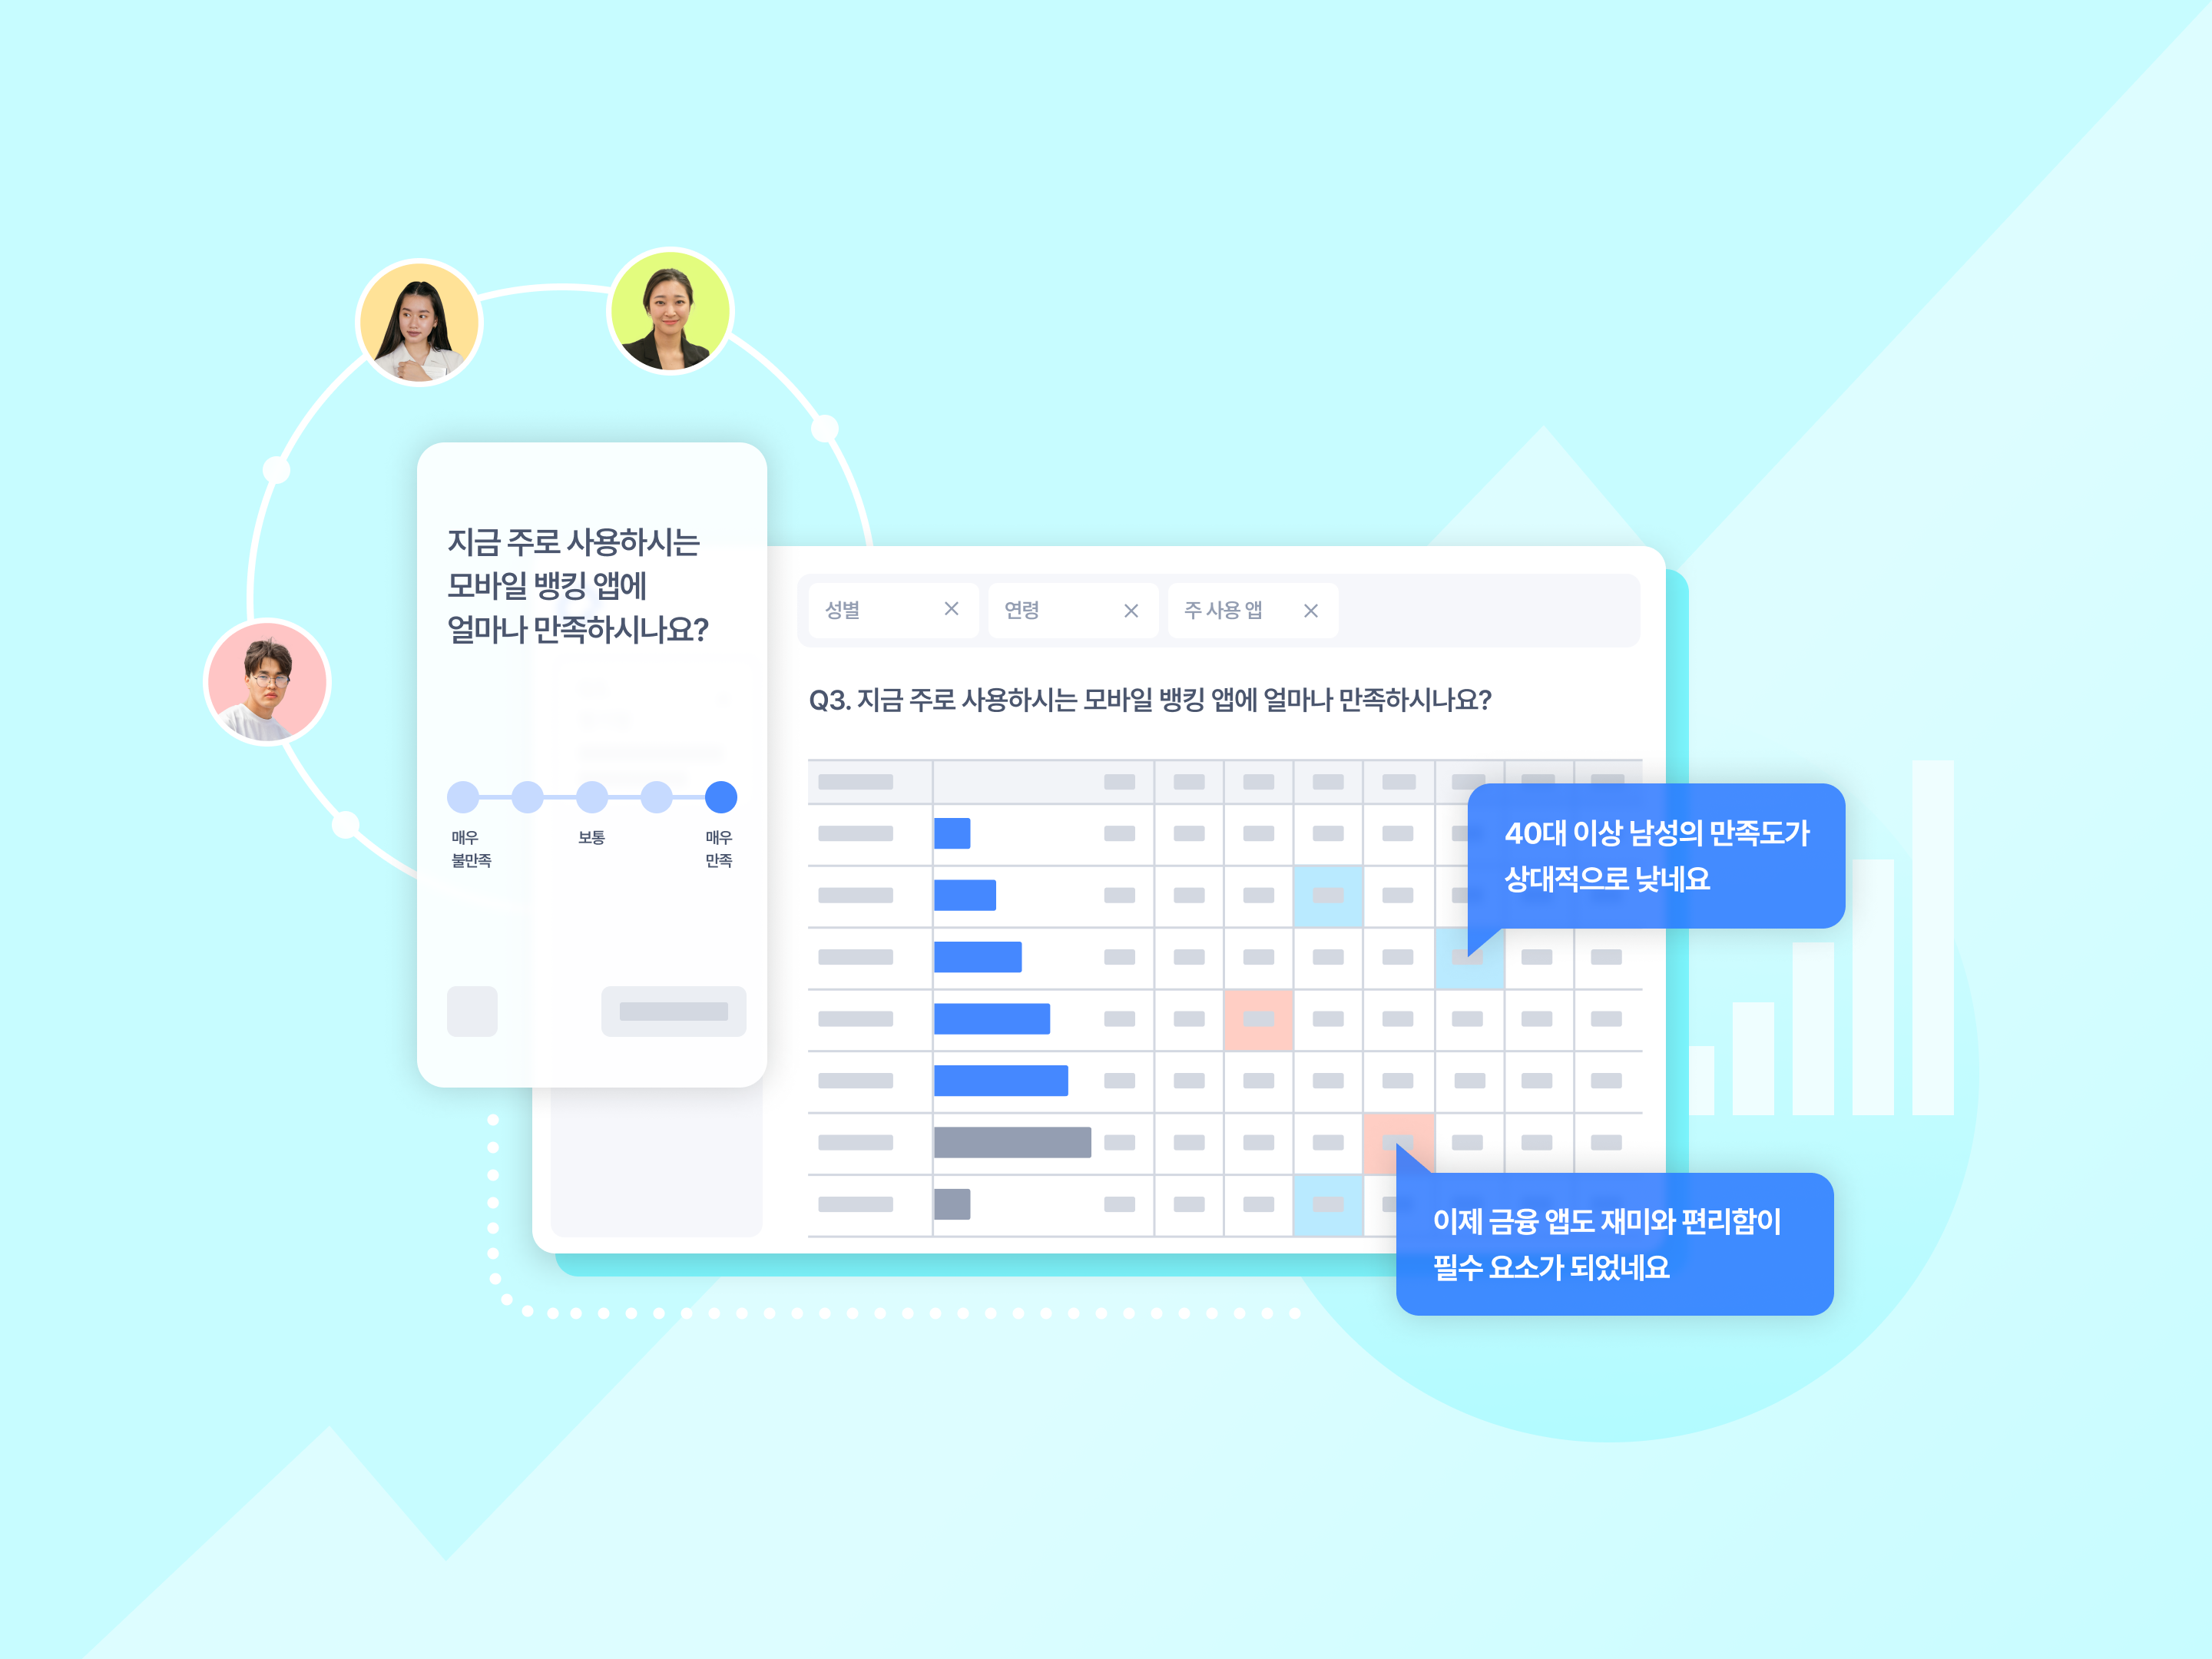 지금 주로 사용하시는
모바일 뱅킹 앱에
얼마나 만족하시나요?
매우
불만족
보통
매우
만족
성별
연령
주 사용 앱
Q3. 지금 주로 사용하시는 모바일 뱅킹 앱에 얼마나 만족하시나요?
40대 이상 남성의 만족도가
상대적으로 낮네요
이제 금융 앱도 재미와 편리함이
필수 요소가 되었네요